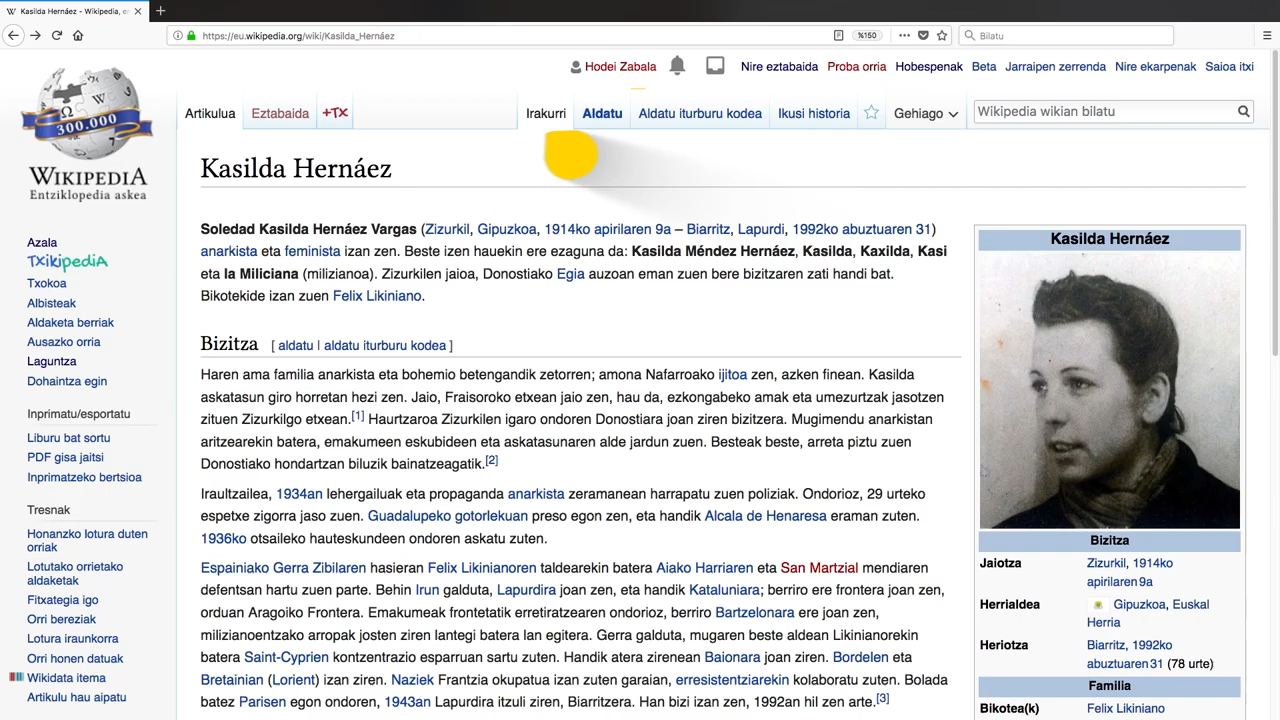 Kasilda Hernáez - Wikipedia, en
https://eu.wikipedia.org/wiki/Kasilda_Hernáez
%150
Bilatu
Hodei Zabala
Nire eztabaida
Proba orria
Hobespenak
Beta
Jarraipen zerrenda
Nire ekarpenak
Saioa itxi
Artikulua
Eztabaida
+TX
Irakurri
Aldatu
Aldatu iturburu kodea
Ikusi historia
Gehiago
Wikipedia wikian bilatu
300.000
WIKIPEDIA
Entziklopedia askea
Azala
TXikipediA
Txokoa
Albisteak
Aldaketa berriak
Ausazko orria
Laguntza
Dohaintza egin
Inprimatu/esportatu
Liburu bat sortu
PDF gisa jaitsi
Inprimatzeko bertsioa
Tresnak
Honanzko lotura duten
orriak
Lotutako orrietako
aldaketak
Fitxategia igo
Orri bereziak
Lotura iraunkorra
Orri honen datuak
Wikidata itema
Artikulu hau aipatu
Kasilda Hernáez
Soledad Kasilda Hernáez Vargas (Zizurkil, Gipuzkoa, 1914ko apirilaren 9a – Biarritz, Lapurdi, 1992ko abuztuaren 31)
anarkista eta feminista izan zen. Beste izen hauekin ere ezaguna da: Kasilda Méndez Hernáez, Kasilda, Kaxilda, Kasi
eta la Miliciana (milizianoa). Zizurkilen jaioa, Donostiako Egia auzoan eman zuen bere bizitzaren zati handi bat.
Bikotekide izan zuen Felix Likiniano.
Bizitza [ aldatu | aldatu iturburu kodea ]
Haren ama familia anarkista eta bohemio betengandik zetorren; amona Nafarroako ijitoa zen, azken finean. Kasilda
askatasun giro horretan hezi zen. Jaio, Fraisoroko etxean jaio zen, hau da, ezkongabeko amak eta umezurtzak jasotzen
zituen Zizurkilgo etxean.[1] Haurtzaroa Zizurkilen igaro ondoren Donostiara joan ziren bizitzera. Mugimendu anarkistan
aritzearekin batera, emakumeen eskubideen eta askatasunaren alde jardun zuen. Besteak beste, arreta piztu zuen
Donostiako hondartzan biluzik bainatzeagatik.[2]
Iraultzailea, 1934an lehergailuak eta propaganda anarkista zeramanean harrapatu zuen poliziak. Ondorioz, 29 urteko
espetxe zigorra jaso zuen. Guadalupeko gotorlekuan preso egon zen, eta handik Alcala de Henaresa eraman zuten.
1936ko otsaileko hauteskundeen ondoren askatu zuten.
Espainiako Gerra Zibilaren hasieran Felix Likinianoren taldearekin batera Aiako Harriaren eta San Martzial mendiaren
defentsan hartu zuen parte. Behin Irun galduta, Lapurdira joan zen, eta handik Kataluniara; berriro ere frontera joan zen,
orduan Aragoiko Frontera. Emakumeak frontetatik erretiratzearen ondorioz, berriro Bartzelonara ere joan zen,
milizianoentzako arropak josten ziren lantegi batera lan egitera. Gerra galduta, mugaren beste aldean Likinianorekin
batera Saint-Cyprien kontzentrazio esparruan sartu zuten. Handik atera zirenean Baionara joan ziren. Bordelen eta
Bretainian (Lorient) izan ziren. Naziek Frantzia okupatua izan zuten garaian, erresistentziarekin kolaboratu zuten. Bolada
batez Parisen egon ondoren, 1943an Lapurdira itzuli ziren, Biarritzera. Han bizi izan zen, 1992an hil zen arte.[3]
Kasilda Hernáez
Bizitza
Jaiotza Zizurkil, 1914ko
apirilaren 9a
Herrialdea Gipuzkoa, Euskal
Herria
Heriotza Biarritz, 1992ko
abuztuaren 31 (78 urte)
Familia
Bikotea(k) Felix Likiniano